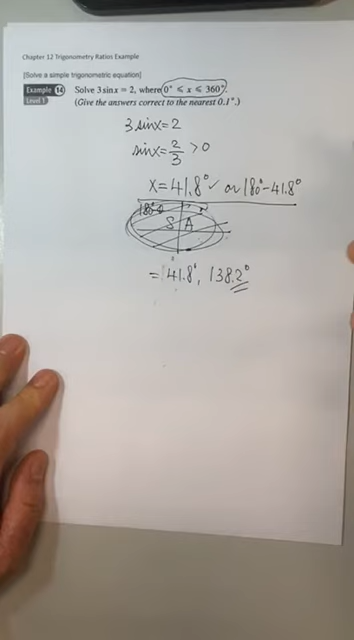 Chapter 12 Trigonometry Ratios Example
[Solve a simple trigonometric equation]
Example 14 Solve 3 sin x = 2, where 0° ⩽ x ⩽ 360°.
Level 1 (Give the answers correct to the nearest 0.1°.)
3 sin x = 2
sin x = 2/3 > 0
x = 41.8° ✓ or 180° - 41.8°
180-θ
S A
= 41.8°, 138.2°